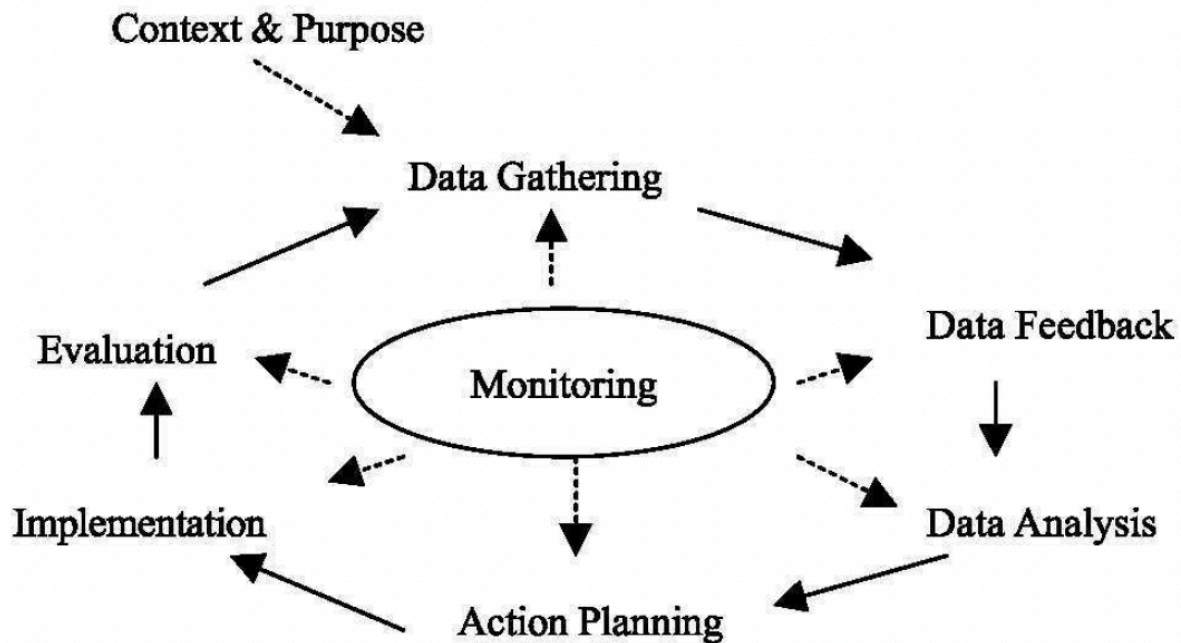 Context & Purpose
Data Gathering
Data Feedback
Evaluation
Monitoring
Implementation
Data Analysis
Action Planning